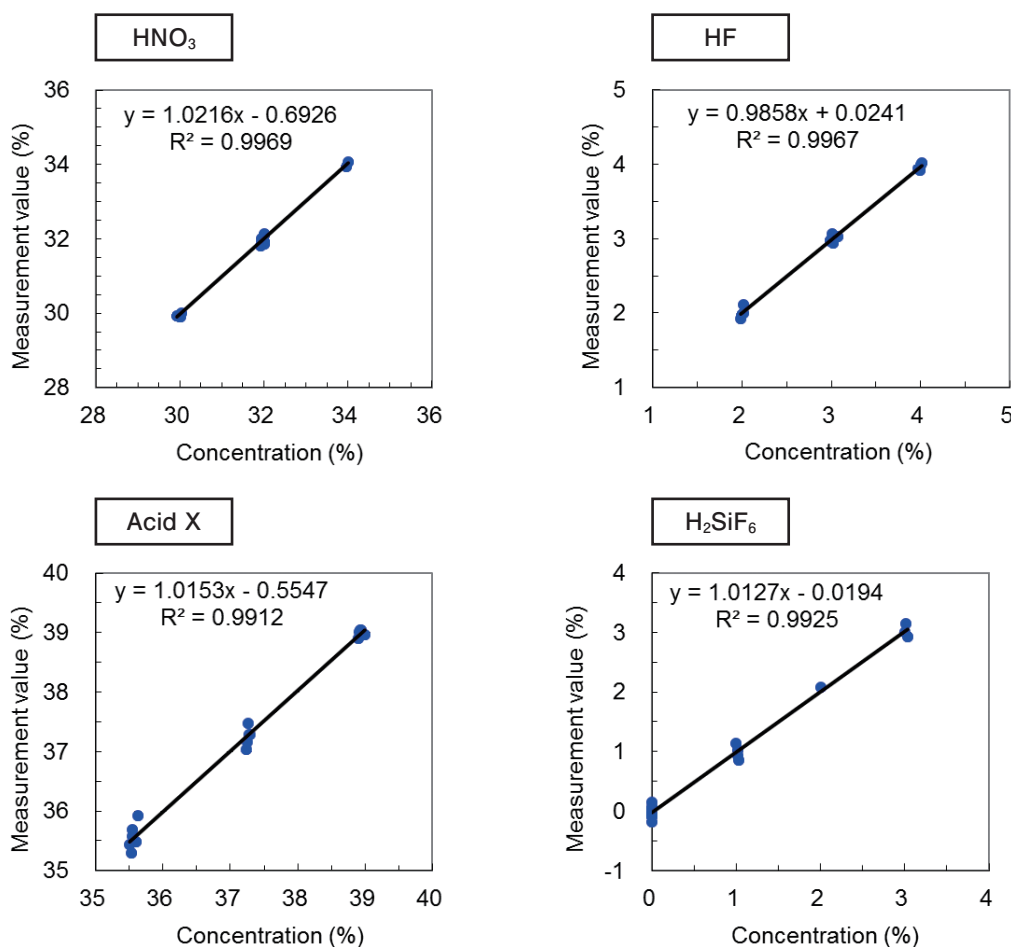 HNO₃
y = 1.0216x - 0.6926
R² = 0.9969
Measurement value (%)
36
34
32
30
28
28 30 32 34 36
Concentration (%)
HF
y = 0.9858x + 0.0241
R² = 0.9967
Measurement value (%)
5
4
3
2
1
1 2 3 4 5
Concentration (%)
Acid X
y = 1.0153x - 0.5547
R² = 0.9912
Measurement value (%)
40
39
38
37
36
35
35 36 37 38 39 40
Concentration (%)
H₂SiF₆
y = 1.0127x - 0.0194
R² = 0.9925
Measurement value (%)
4
3
2
1
0
-1
0 1 2 3 4
Concentration (%)